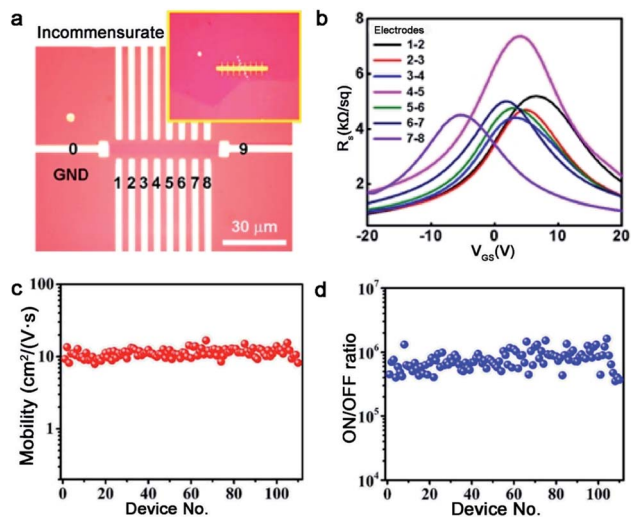 a
Incommensurate
0
9
GND
1 2 3 4 5 6 7 8
30 μm
b
Electrodes
1-2
2-3
3-4
4-5
5-6
6-7
7-8
8
6
4
2
Rs(kΩ/sq)
-20 -10 0 10 20
VGS(V)
c
100
10
1
Mobility (cm²/(V·s)
0 20 40 60 80 100
Device No.
d
10⁷
10⁶
10⁵
10⁴
ON/OFF ratio
0 20 40 60 80 100
Device No.